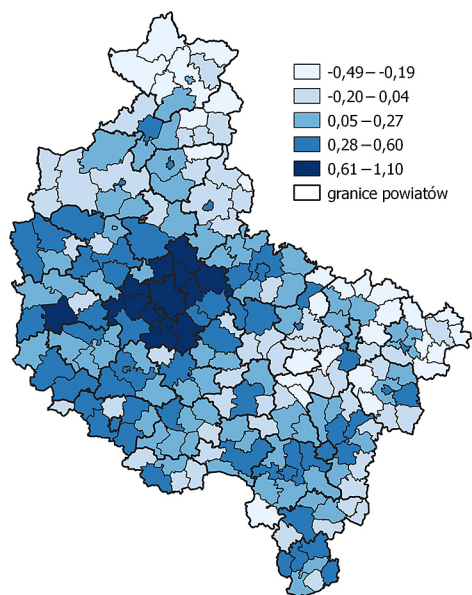 -0,49 – -0,19
-0,20 – 0,04
0,05 – 0,27
0,28 – 0,60
0,61 – 1,10
granice powiatów